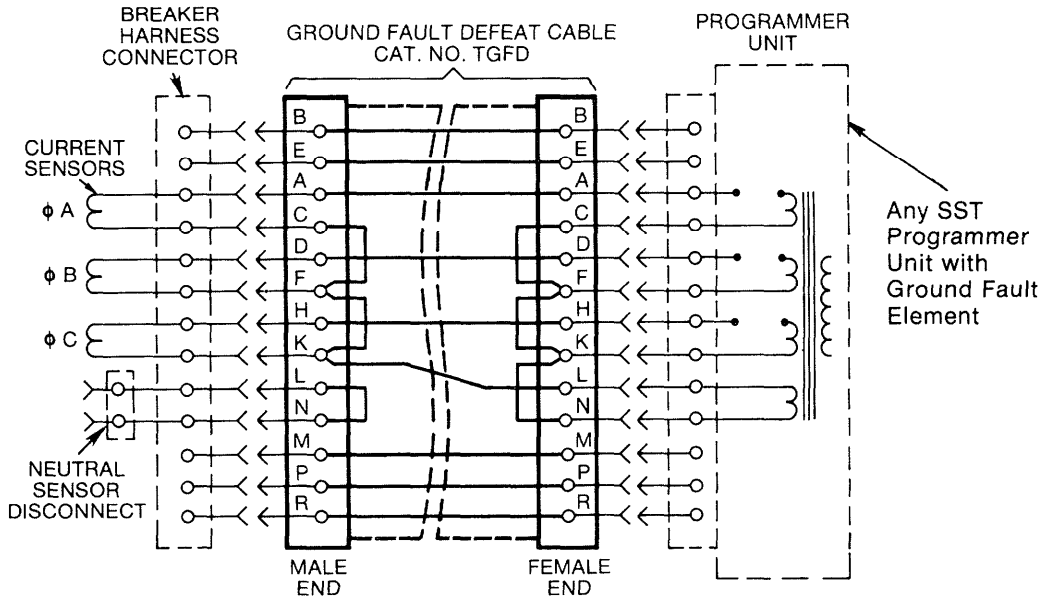 BREAKER
HARNESS
CONNECTOR
GROUND FAULT DEFEAT CABLE
CAT. NO. TGFD
PROGRAMMER
UNIT
CURRENT
SENSORS
ϕ A
ϕ B
ϕ C
NEUTRAL
SENSOR
DISCONNECT
B
E
A
C
D
F
H
K
L
N
M
P
R
MALE
END
B
E
A
C
D
F
H
K
L
N
M
P
R
FEMALE
END
Any SST
Programmer
Unit with
Ground Fault
Element